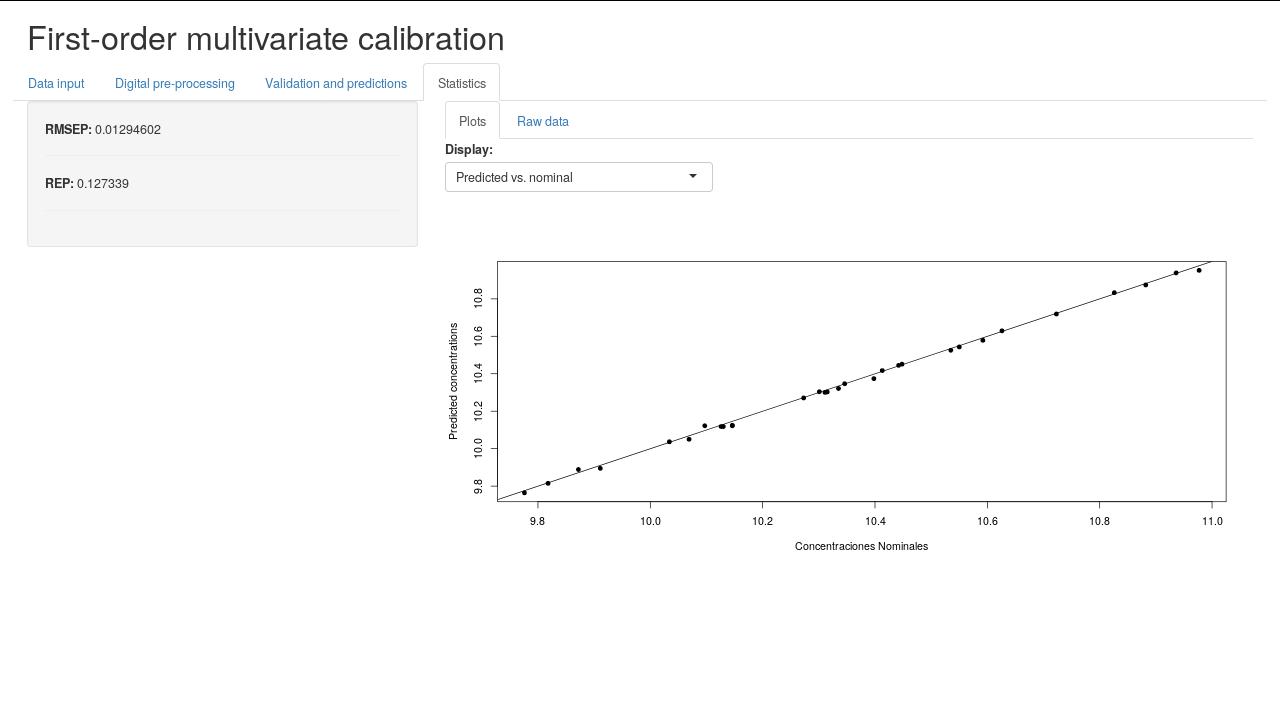 First-order multivariate calibration
Data input Digital pre-processing Validation and predictions Statistics
RMSEP: 0.01294602
REP: 0.127339
Plots Raw data
Display:
Predicted vs. nominal
Predicted concentrations
10.8
10.6
10.4
10.2
10.0
9.8
9.8 10.0 10.2 10.4 10.6 10.8 11.0
Concentraciones Nominales